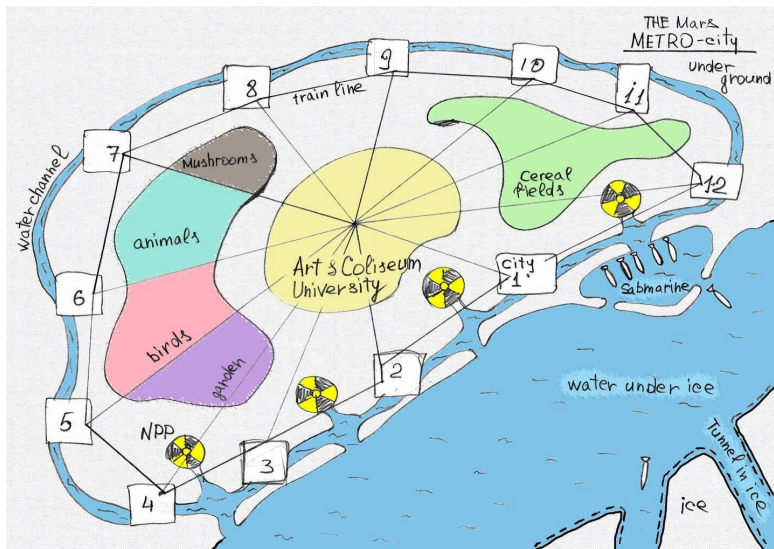 THE Mars
METRO-city
under
ground
9
10
8
train line
11
7
Mushrooms
cereal
fields
12
water channel
animals
Arts Coliseum
University
city
1
submarine
6
birds
garden
2
water under ice
5
NPP
3
4
Tunnel in ice
ice